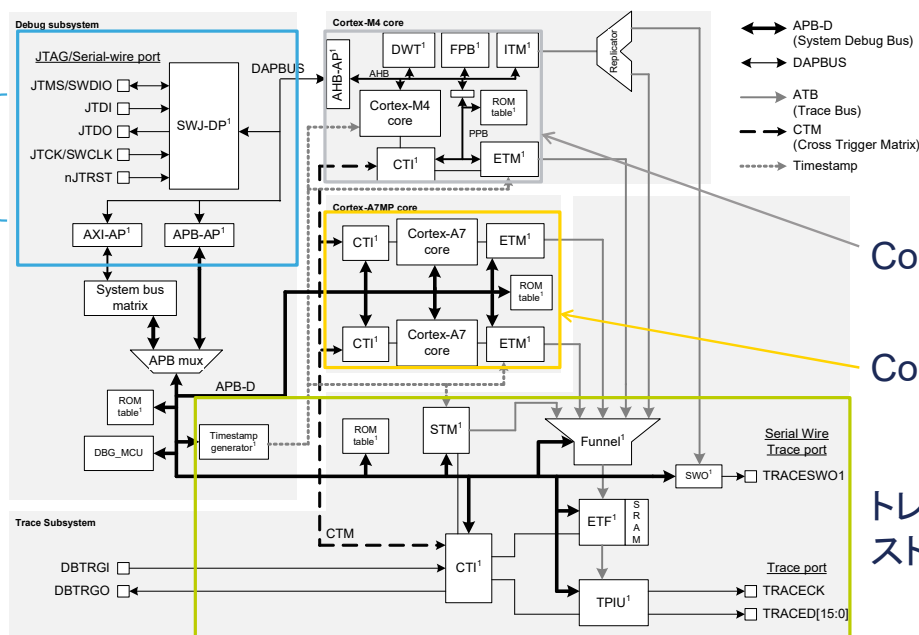 Debug subsystem
JTAG/Serial-wire port
JTMS/SWDIO
JTDI
JTDO
JTCK/SWCLK
nJTRST
SWJ-DP¹
DAPBUS
AXI-AP¹
APB-AP¹
System bus
matrix
APB mux
APB-D
ROM
table¹
DBG_MCU
Timestamp
generator¹
Cortex-M4 core
AHB-AP¹
DWT¹
FPB¹
ITM¹
AHB
Cortex-M4
core
ROM
table¹
PPB
CTI¹
ETM¹
Replicator
Cortex-A7MP core
CTI¹
Cortex-A7
core
ETM¹
ROM
table¹
CTI¹
Cortex-A7
core
ETM¹
APB-D
(System Debug Bus)
DAPBUS
ATB
(Trace Bus)
CTM
(Cross Trigger Matrix)
Timestamp
Co
Co
Trace Subsystem
ROM
table¹
STM¹
Funnel¹
Serial Wire
Trace port
SWO¹
TRACESWO1
ETF¹
S
R
A
M
CTM
CTI¹
DBTRGI
DBTRGO
TPIU¹
Trace port
TRACECK
TRACED[15:0]
トレ
スト